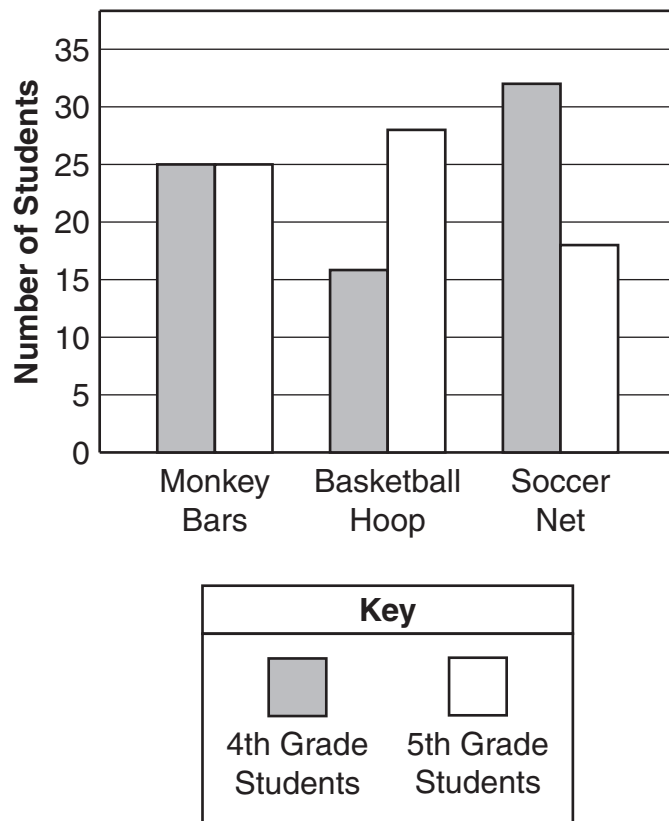 Number of Students
35
30
25
20
15
10
5
0
Monkey
Bars
Basketball
Hoop
Soccer
Net
Key
4th Grade
Students
5th Grade
Students